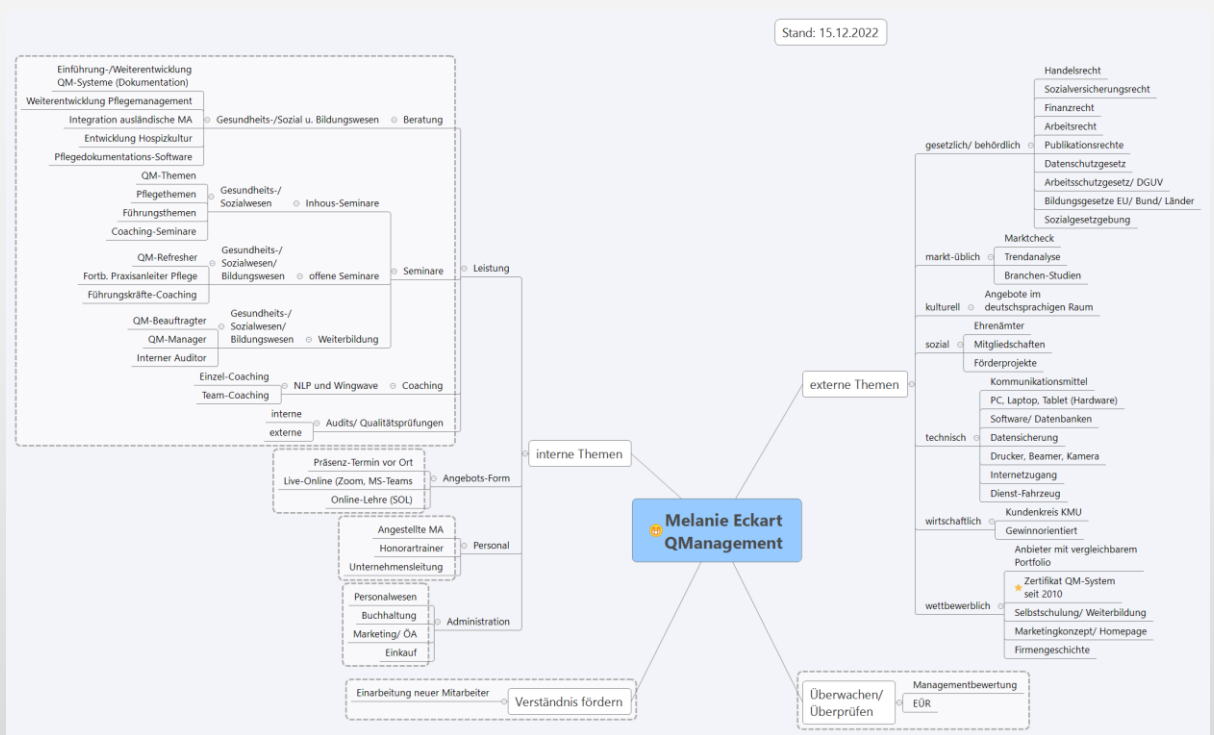 Stand: 15.12.2022
Melanie Eckart
QManagement
interne Themen
Leistung
Beratung
Gesundheits-/Sozial u. Bildungswesen
Einführung-/Weiterentwicklung
QM-Systeme (Dokumentation)
Weiterentwicklung Pflegemanagement
Integration ausländische MA
Entwicklung Hospizkultur
Pflegedokumentations-Software
Seminare
Inhous-Seminare
Gesundheits-/
Sozialwesen
QM-Themen
Pflegethemen
Führungsthemen
Coaching-Seminare
offene Seminare
Gesundheits-/
Sozialwesen/
Bildungswesen
QM-Refresher
Fortb. Praxisanleiter Pflege
Führungskräfte-Coaching
Weiterbildung
Gesundheits-/
Sozialwesen/
Bildungswesen
QM-Beauftragter
QM-Manager
Interner Auditor
Coaching
NLP und Wingwave
Einzel-Coaching
Team-Coaching
Audits/ Qualitätsprüfungen
interne
externe
Angebots-Form
Präsenz-Termin vor Ort
Live-Online (Zoom, MS-Teams
Online-Lehre (SOL)
Personal
Angestellte MA
Honorartrainer
Unternehmensleitung
Administration
Personalwesen
Buchhaltung
Marketing/ ÖA
Einkauf
Verständnis fördern
Einarbeitung neuer Mitarbeiter
externe Themen
gesetzlich/ behördlich
Handelsrecht
Sozialversicherungsrecht
Finanzrecht
Arbeitsrecht
Publikationsrechte
Datenschutzgesetz
Arbeitsschutzgesetz/ DGUV
Bildungsgesetze EU/ Bund/ Länder
Sozialgesetzgebung
markt-üblich
Marktcheck
Trendanalyse
Branchen-Studien
kulturell
Angebote im
deutschsprachigen Raum
sozial
Ehrenämter
Mitgliedschaften
Förderprojekte
technisch
Kommunikationsmittel
PC, Laptop, Tablet (Hardware)
Software/ Datenbanken
Datensicherung
Drucker, Beamer, Kamera
Internetzugang
Dienst-Fahrzeug
wirtschaftlich
Kundenkreis KMU
Gewinnorientiert
wettbewerblich
Anbieter mit vergleichbarem
Portfolio
Zertifikat QM-System
seit 2010
Selbstschulung/ Weiterbildung
Marketingkonzept/ Homepage
Firmengeschichte
Überwachen/
Überprüfen
Managementbewertung
EÜR